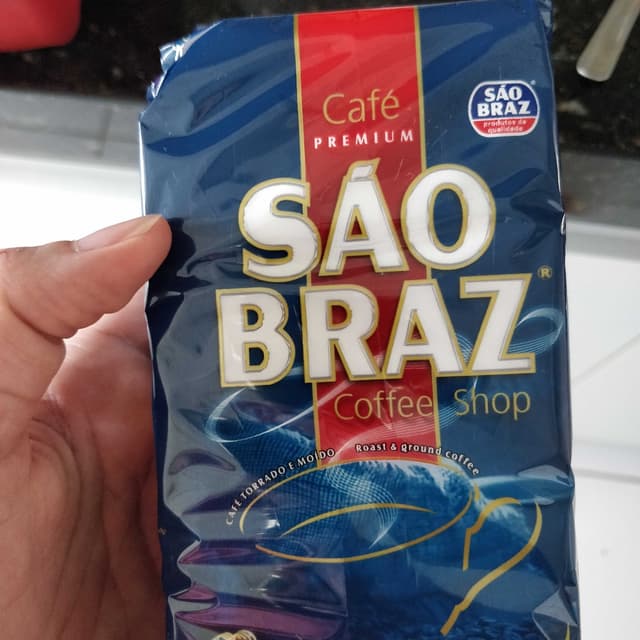 Café
PREMIUM
SÃO
BRAZ
produtos de
qualidade
SÃO
BRAZ®
Coffee Shop
CAFÉ TORRADO E MOÍDO
Roast & ground coffee